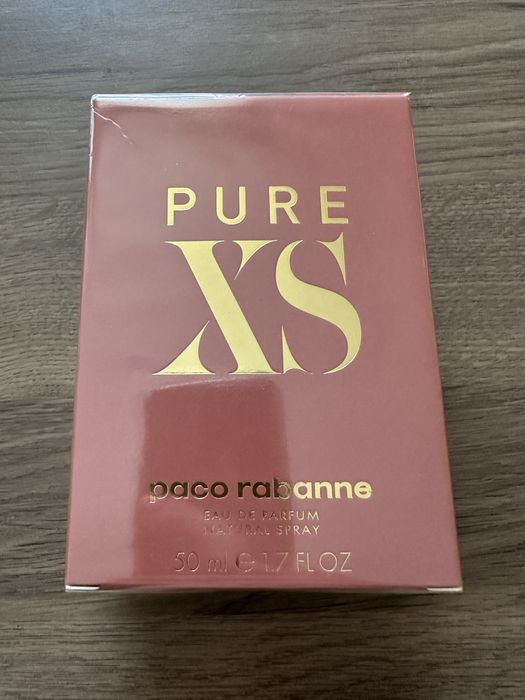 PURE
XS
paco rabanne
EAU DE PARFUM
NATURAL SPRAY
50 ml ℮ 1.7 FL OZ